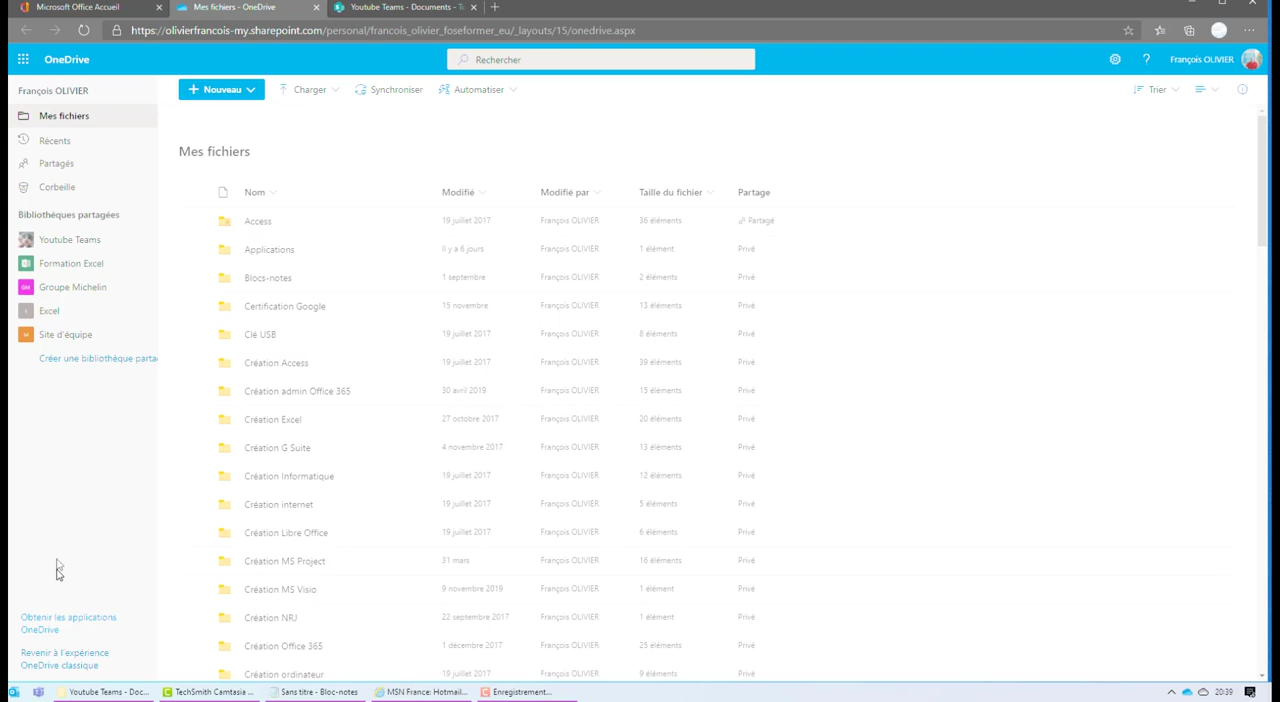 Microsoft Office Accueil
Mes fichiers - OneDrive
Youtube Teams - Documents - To
https://olivierfrancois-my.sharepoint.com/personal/francois_olivier_foseformer_eu/_layouts/15/onedrive.aspx
OneDrive
Rechercher
François OLIVIER
François OLIVIER
Nouveau
Charger
Synchroniser
Automatiser
Trier
Mes fichiers
Récents
Partagés
Corbeille
Bibliothèques partagées
Youtube Teams
Formation Excel
GM Groupe Michelin
Excel
Site d'équipe
Créer une bibliothèque parta
Obtenir les applications
OneDrive
Revenir à l'expérience
OneDrive classique
Mes fichiers
Nom Modifié Modifié par Taille du fichier Partage
Access 19 juillet 2017 François OLIVIER 36 éléments Partagé
Applications Il y a 6 jours François OLIVIER 1 élément Privé
Blocs-notes 1 septembre François OLIVIER 2 éléments Privé
Certification Google 15 novembre François OLIVIER 13 éléments Privé
Clé USB 19 juillet 2017 François OLIVIER 8 éléments Privé
Création Access 19 juillet 2017 François OLIVIER 39 éléments Privé
Création admin Office 365 30 avril 2019 François OLIVIER 15 éléments Privé
Création Excel 27 octobre 2017 François OLIVIER 20 éléments Privé
Création G Suite 4 novembre 2017 François OLIVIER 13 éléments Privé
Création Informatique 19 juillet 2017 François OLIVIER 12 éléments Privé
Création internet 19 juillet 2017 François OLIVIER 5 éléments Privé
Création Libre Office 19 juillet 2017 François OLIVIER 6 éléments Privé
Création MS Project 31 mars François OLIVIER 16 éléments Privé
Création MS Visio 9 novembre 2019 François OLIVIER 1 élément Privé
Création NRJ 22 septembre 2017 François OLIVIER 1 élément Privé
Création Office 365 1 décembre 2017 François OLIVIER 25 éléments Privé
Création ordinateur 19 juillet 2017 François OLIVIER 9 éléments Privé
Youtube Teams - Doc...
TechSmith Camtasia ...
Sans titre - Bloc-notes
MSN France: Hotmail...
Enregistrement...
20:39